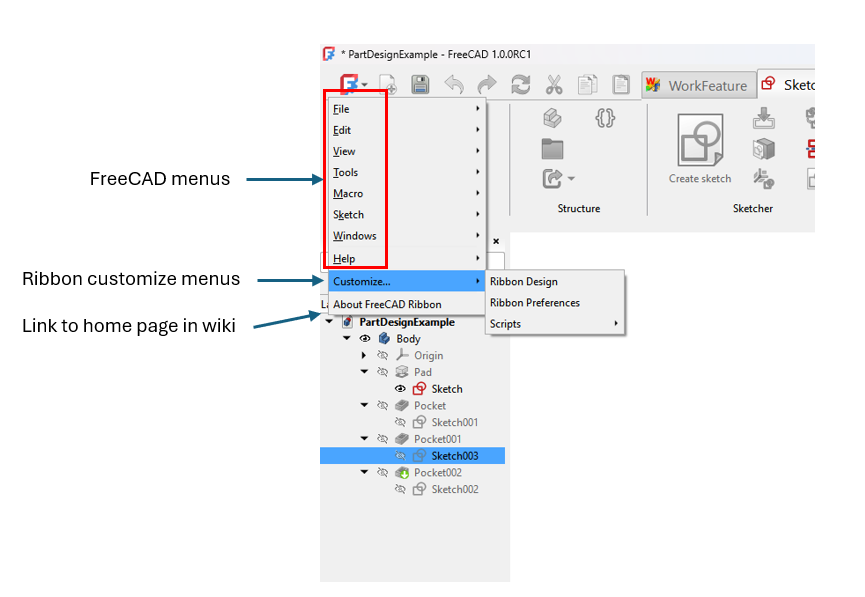 * PartDesignExample - FreeCAD 1.0.0RC1
WorkFeature
File
Edit
View
Tools
Macro
Sketch
Windows
Help
Customize...
About FreeCAD Ribbon
Ribbon Design
Ribbon Preferences
Scripts
FreeCAD menus
Ribbon customize menus
Link to home page in wiki
Structure
Create sketch
Sketcher
PartDesignExample
Body
Origin
Pad
Sketch
Pocket
Sketch001
Pocket001
Sketch003
Pocket002
Sketch002